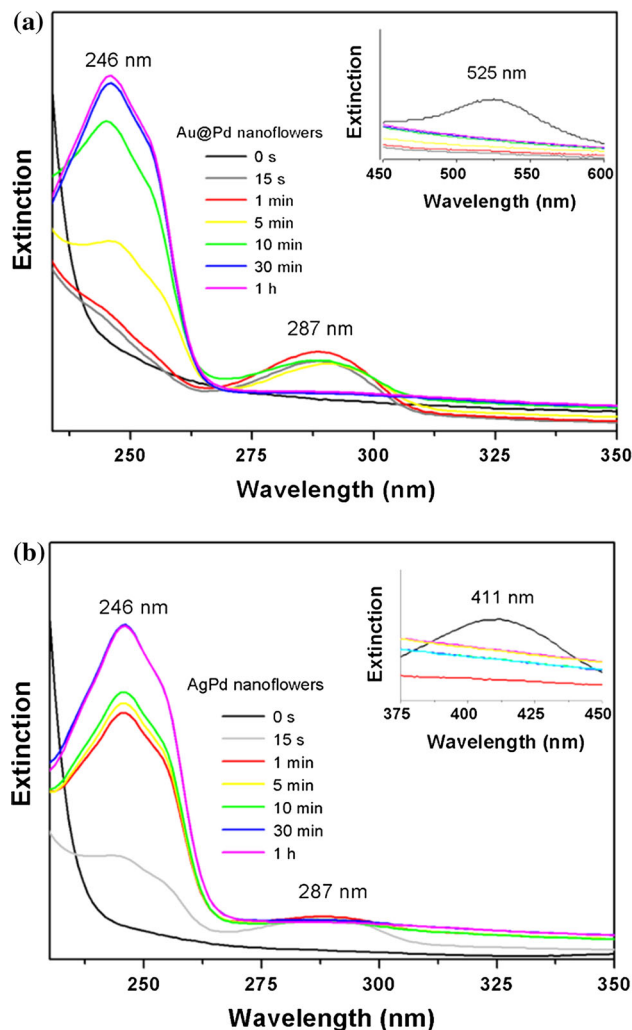 (a)
246 nm
525 nm
Extinction
450
500
550
600
Wavelength (nm)
Au@Pd nanoflowers
0 s
15 s
1 min
5 min
10 min
30 min
1 h
287 nm
Extinction
250
275
300
325
350
Wavelength (nm)
(b)
246 nm
411 nm
Extinction
375
400
425
450
Wavelength (nm)
AgPd nanoflowers
0 s
15 s
1 min
5 min
10 min
30 min
1 h
287 nm
Extinction
250
275
300
325
350
Wavelength (nm)